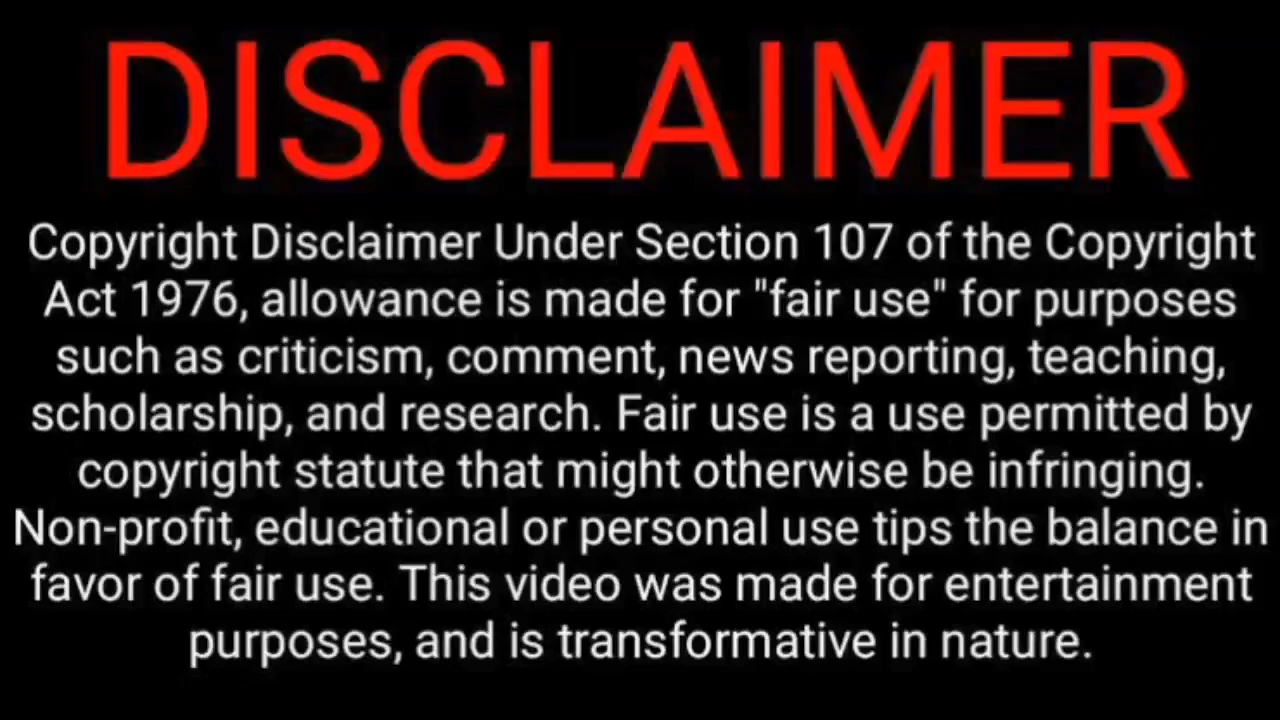 DISCLAIMER
Copyright Disclaimer Under Section 107 of the Copyright
Act 1976, allowance is made for "fair use" for purposes
such as criticism, comment, news reporting, teaching,
scholarship, and research. Fair use is a use permitted by
copyright statute that might otherwise be infringing.
Non-profit, educational or personal use tips the balance in
favor of fair use. This video was made for entertainment
purposes, and is transformative in nature.